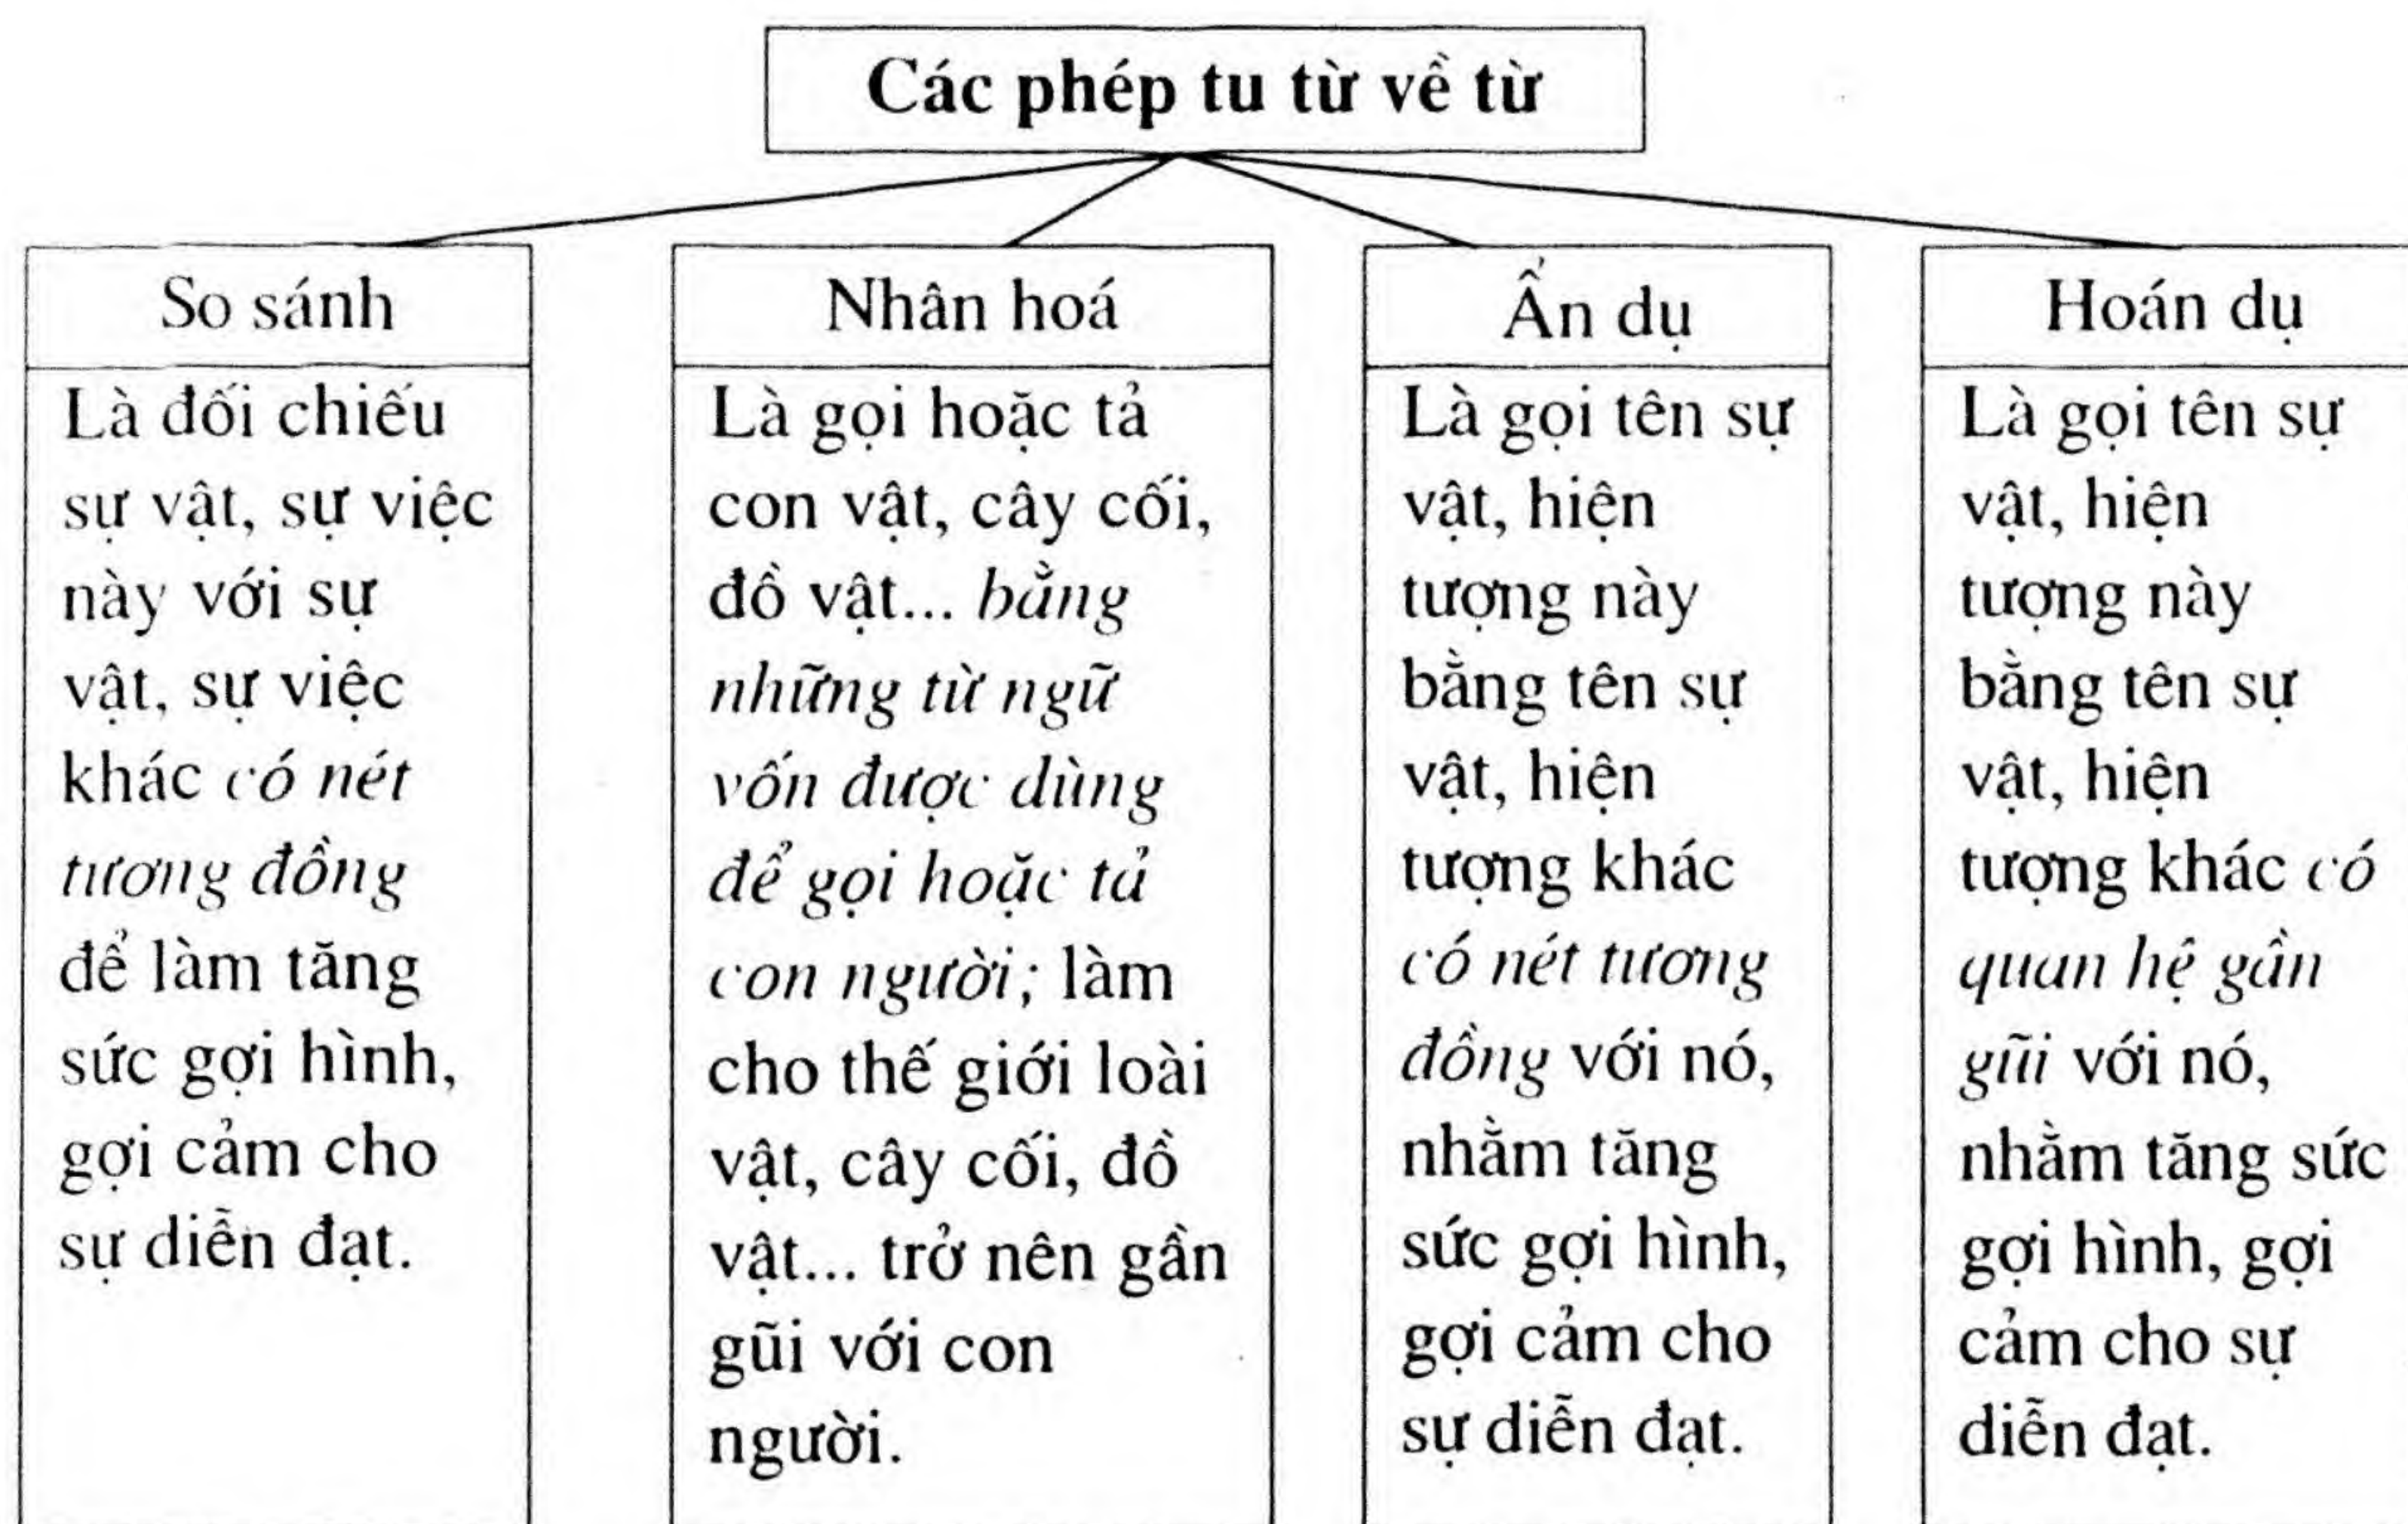 Các phép tu từ về từ
So sánh
Là đối chiếu
sự vật, sự việc
này với sự
vật, sự việc
khác có nét
tương đồng
để làm tăng
sức gợi hình,
gợi cảm cho
sự diễn đạt.
Nhân hoá
Là gọi hoặc tả
con vật, cây cối,
đồ vật... bằng
những từ ngữ
vốn được dùng
để gọi hoặc tả
con người; làm
cho thế giới loài
vật, cây cối, đồ
vật... trở nên gần
gũi với con
người.
Ẩn dụ
Là gọi tên sự
vật, hiện
tượng này
bằng tên sự
vật, hiện
tượng khác
có nét tương
đồng với nó,
nhằm tăng
sức gợi hình,
gợi cảm cho
sự diễn đạt.
Hoán dụ
Là gọi tên sự
vật, hiện
tượng này
bằng tên sự
vật, hiện
tượng khác có
quan hệ gần
gũi với nó,
nhằm tăng sức
gợi hình, gợi
cảm cho sự
diễn đạt.